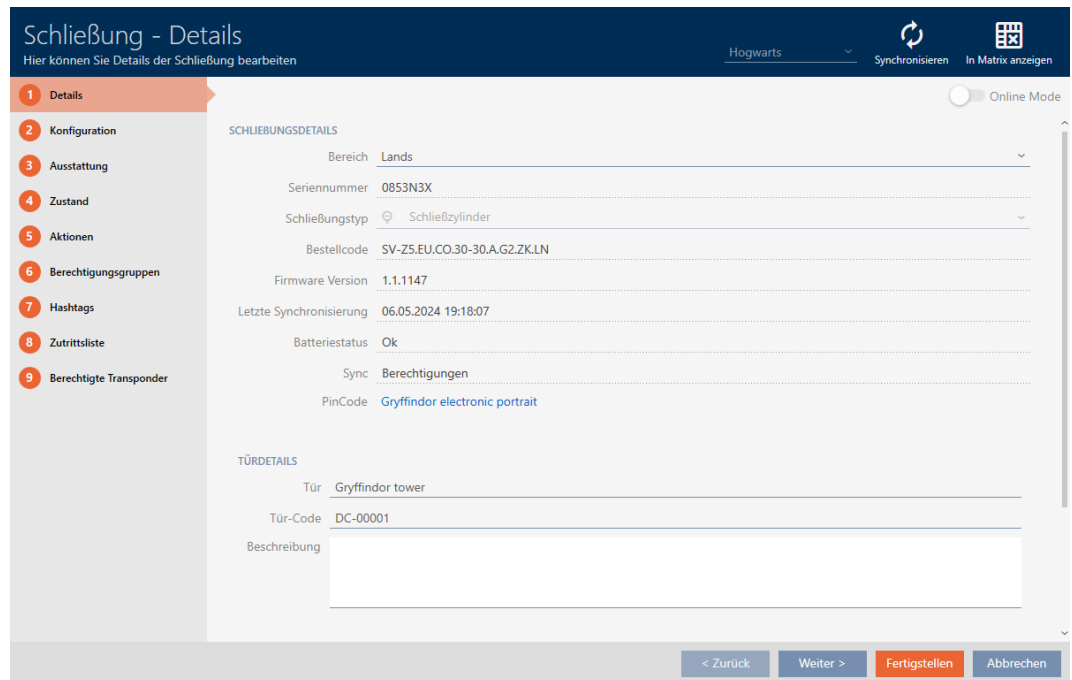 Schließung - Details
Hier können Sie Details der Schließung bearbeiten
Hogwarts
Synchronisieren
In Matrix anzeigen
1 Details
2 Konfiguration
3 Ausstattung
4 Zustand
5 Aktionen
6 Berechtigungsgruppen
7 Hashtags
8 Zutrittsliste
9 Berechtigte Transponder
Online Mode
SCHLIEßUNGSDETAILS
Bereich Lands
Seriennummer 0853N3X
Schließungstyp Schließzylinder
Bestellcode SV-Z5.EU.CO.30-30.A.G2.ZK.LN
Firmware Version 1.1.1147
Letzte Synchronisierung 06.05.2024 19:18:07
Batteriestatus Ok
Sync Berechtigungen
PinCode Gryffindor electronic portrait
TÜRDETAILS
Tür Gryffindor tower
Tür-Code DC-00001
Beschreibung
< Zurück
Weiter >
Fertigstellen
Abbrechen